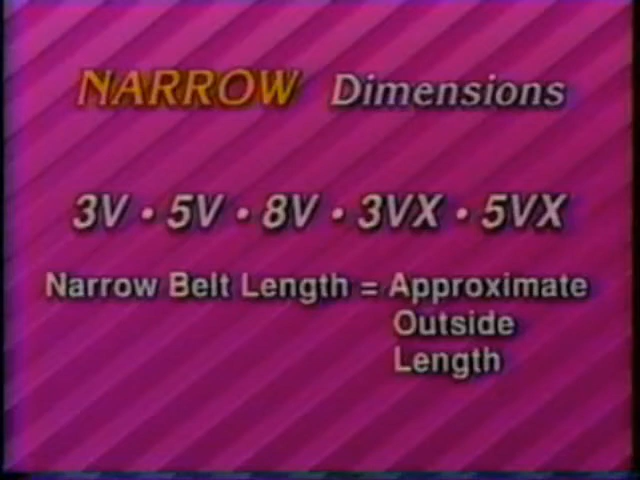 NARROW Dimensions
3V • 5V • 8V • 3VX • 5VX
Narrow Belt Length = Approximate
Outside
Length